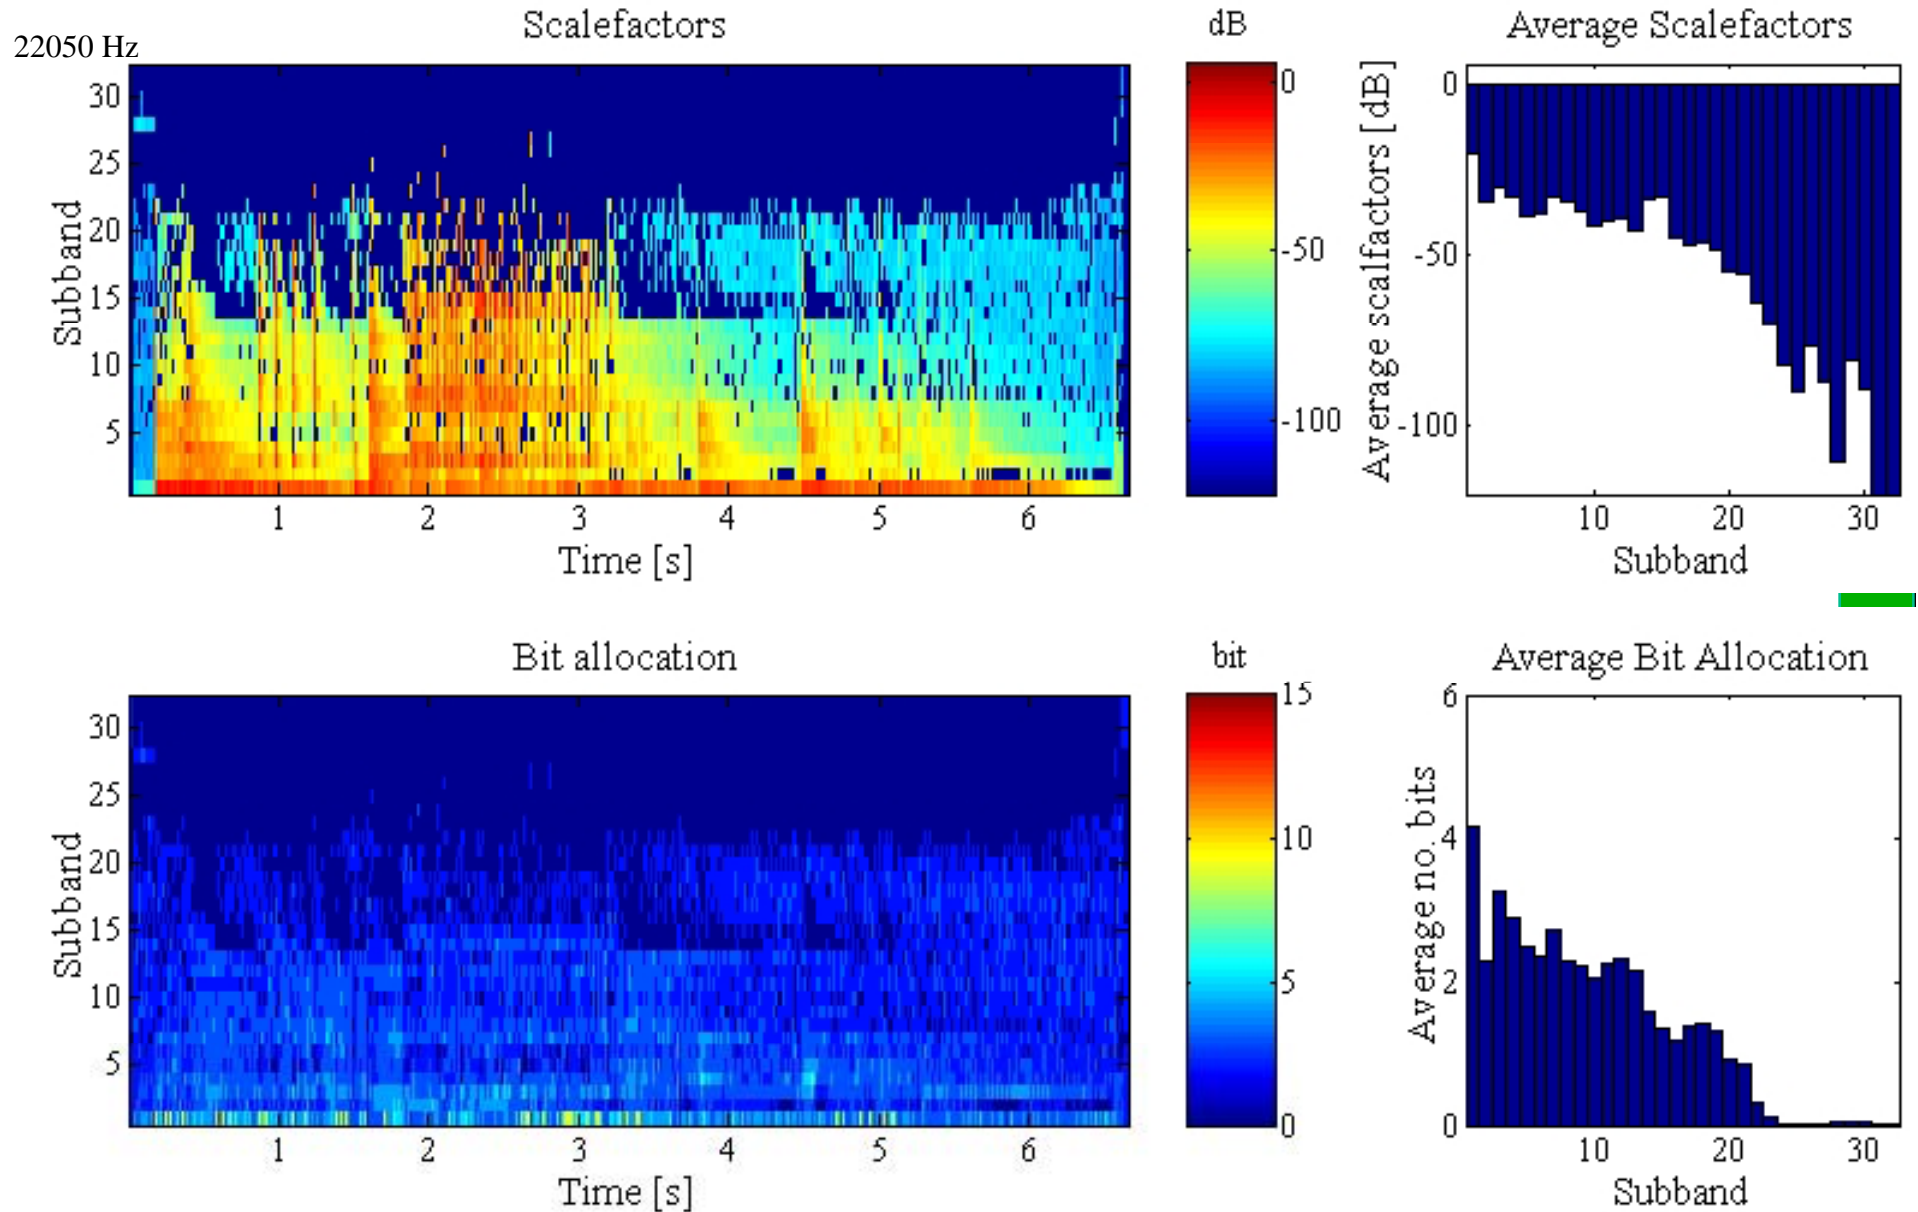 Scalefactors
dB
Average Scalefactors
22050 Hz
30
25
20
15
10
5
Subband
1 2 3 4 5 6
Time [s]
0
-50
-100
0
-50
-100
Average scalfactors [dB]
10 20 30
Subband
Bit allocation
bit
Average Bit Allocation
30
25
20
15
10
5
Subband
1 2 3 4 5 6
Time [s]
15
10
5
0
6
4
2
0
Average no. bits
10 20 30
Subband